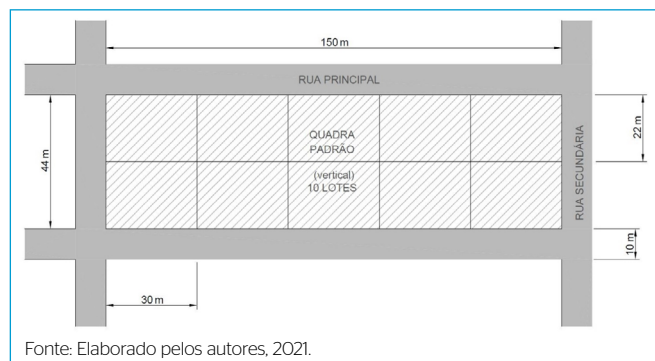 150 m
RUA PRINCIPAL
44 m
QUADRA
PADRÃO
(vertical)
10 LOTES
22 m
RUA SECUNDÁRIA
10 m
30 m
Fonte: Elaborado pelos autores, 2021.